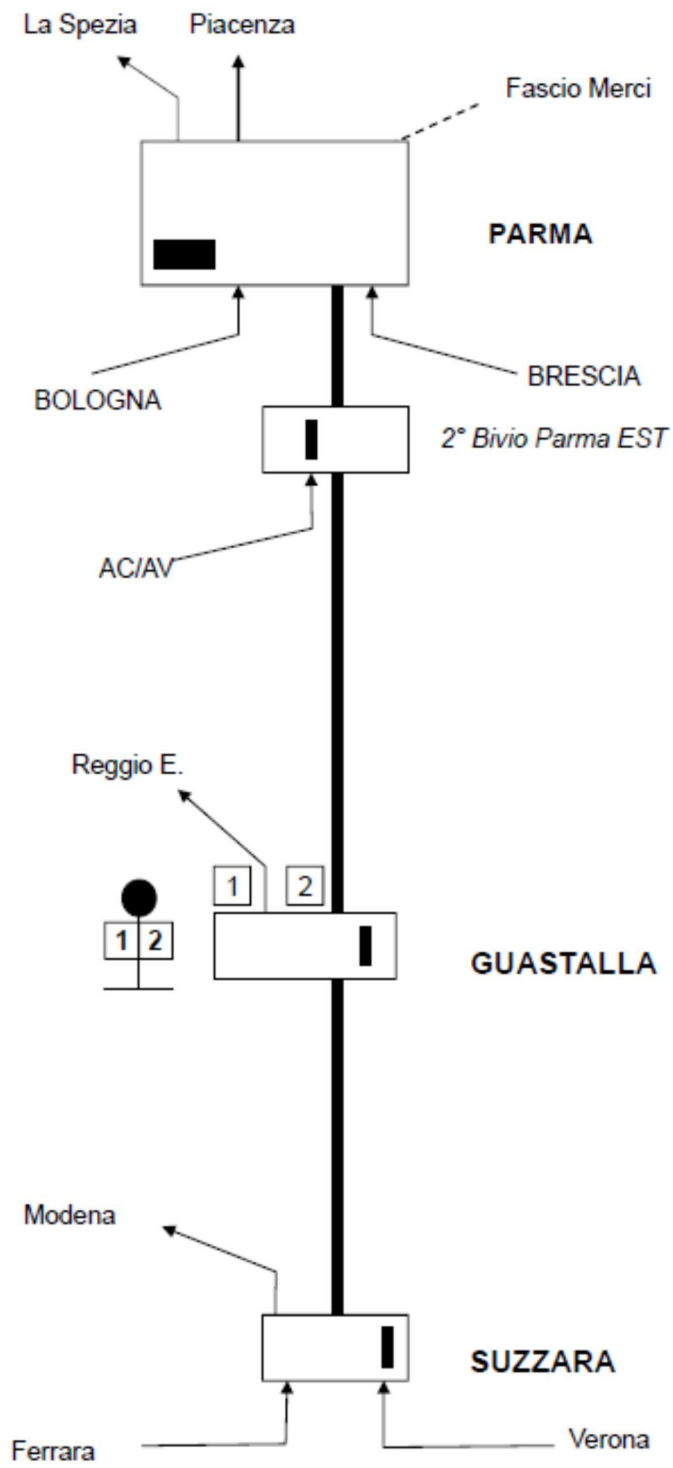 La Spezia
Piacenza
Fascio Merci
PARMA
BOLOGNA
BRESCIA
2° Bivio Parma EST
AC/AV
Reggio E.
1
2
1 2
GUASTALLA
Modena
SUZZARA
Ferrara
Verona